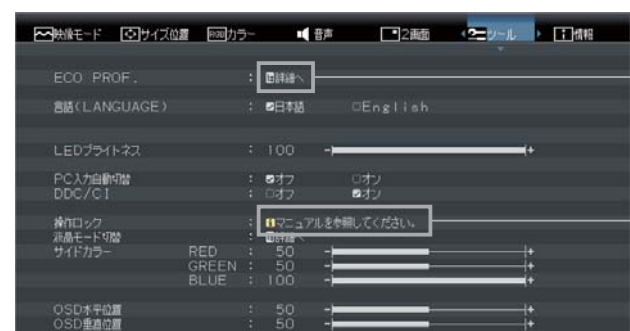 映像モード サイズ位置 RGBカラー 音声 2画面 ツール 情報
ECO PROF. : 詳細へ
言語(LANGUAGE) : 日本語 English
LEDブライトネス : 100 - +
PC入力自動切替 : オフ オン
DDC/CI : オフ オン
操作ロック : マニュアルを参照してください。
液晶モード切替 : 詳細へ
サイドカラー RED : 50 - +
GREEN : 50 - +
BLUE : 100 - +
OSD水平位置 : 50 - +
OSD垂直位置 : 50 - +